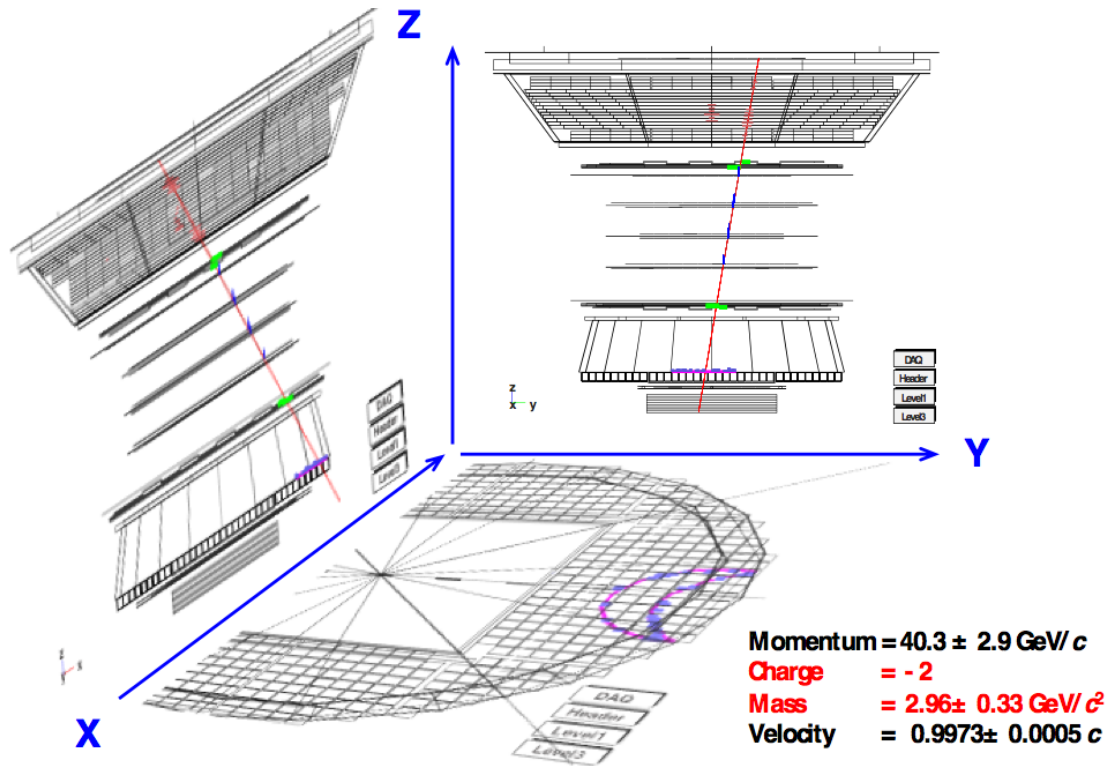 Z
DAQ
Header
Level1
Level3
z
x y
Y
DAQ
Header
Level1
Level3
X
DAQ
Header
Level1
Level3
Momentum = 40.3 ± 2.9 GeV/c
Charge = - 2
Mass = 2.96± 0.33 GeV/c²
Velocity = 0.9973± 0.0005 c